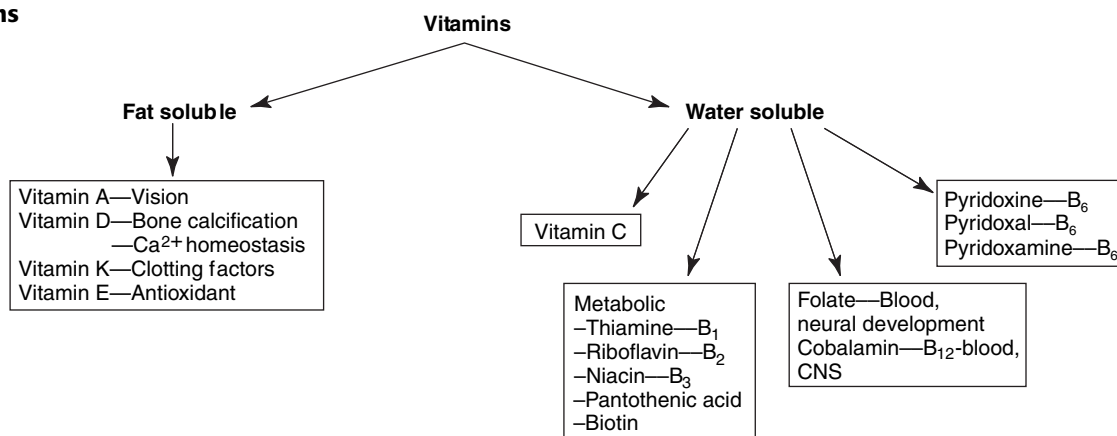 ns
Vitamins
Fat soluble
Water soluble
Vitamin A—Vision
Vitamin D—Bone calcification
—Ca²⁺ homeostasis
Vitamin K—Clotting factors
Vitamin E—Antioxidant
Vitamin C
Metabolic
–Thiamine—B₁
–Riboflavin—B₂
–Niacin—B₃
–Pantothenic acid
–Biotin
Folate—Blood,
neural development
Cobalamin—B₁₂-blood,
CNS
Pyridoxine—B₆
Pyridoxal—B₆
Pyridoxamine—B₆